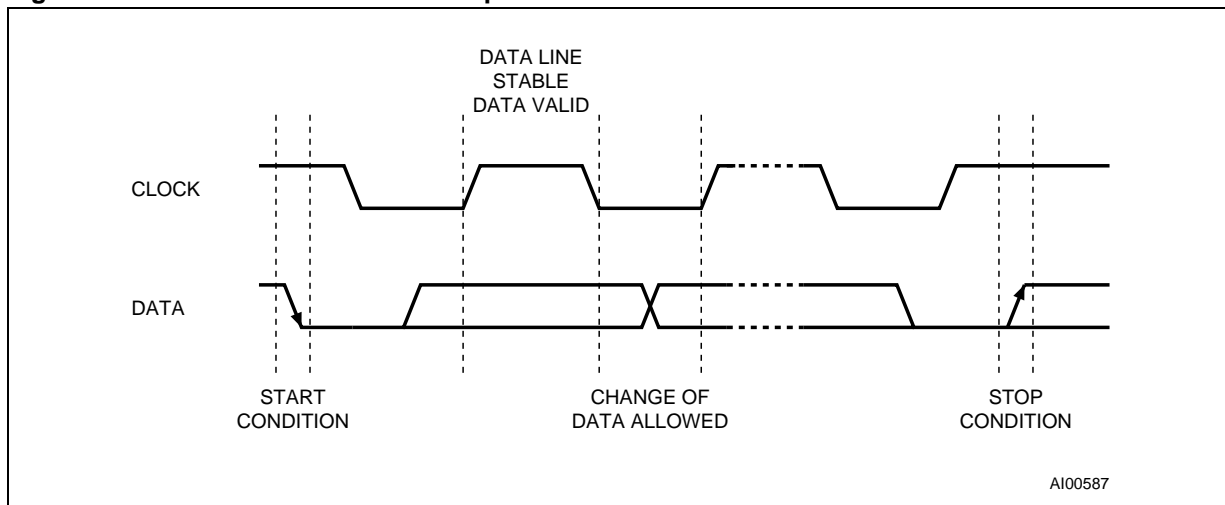 DATA LINE
STABLE
DATA VALID
CLOCK
DATA
START
CONDITION
CHANGE OF
DATA ALLOWED
STOP
CONDITION
AI00587